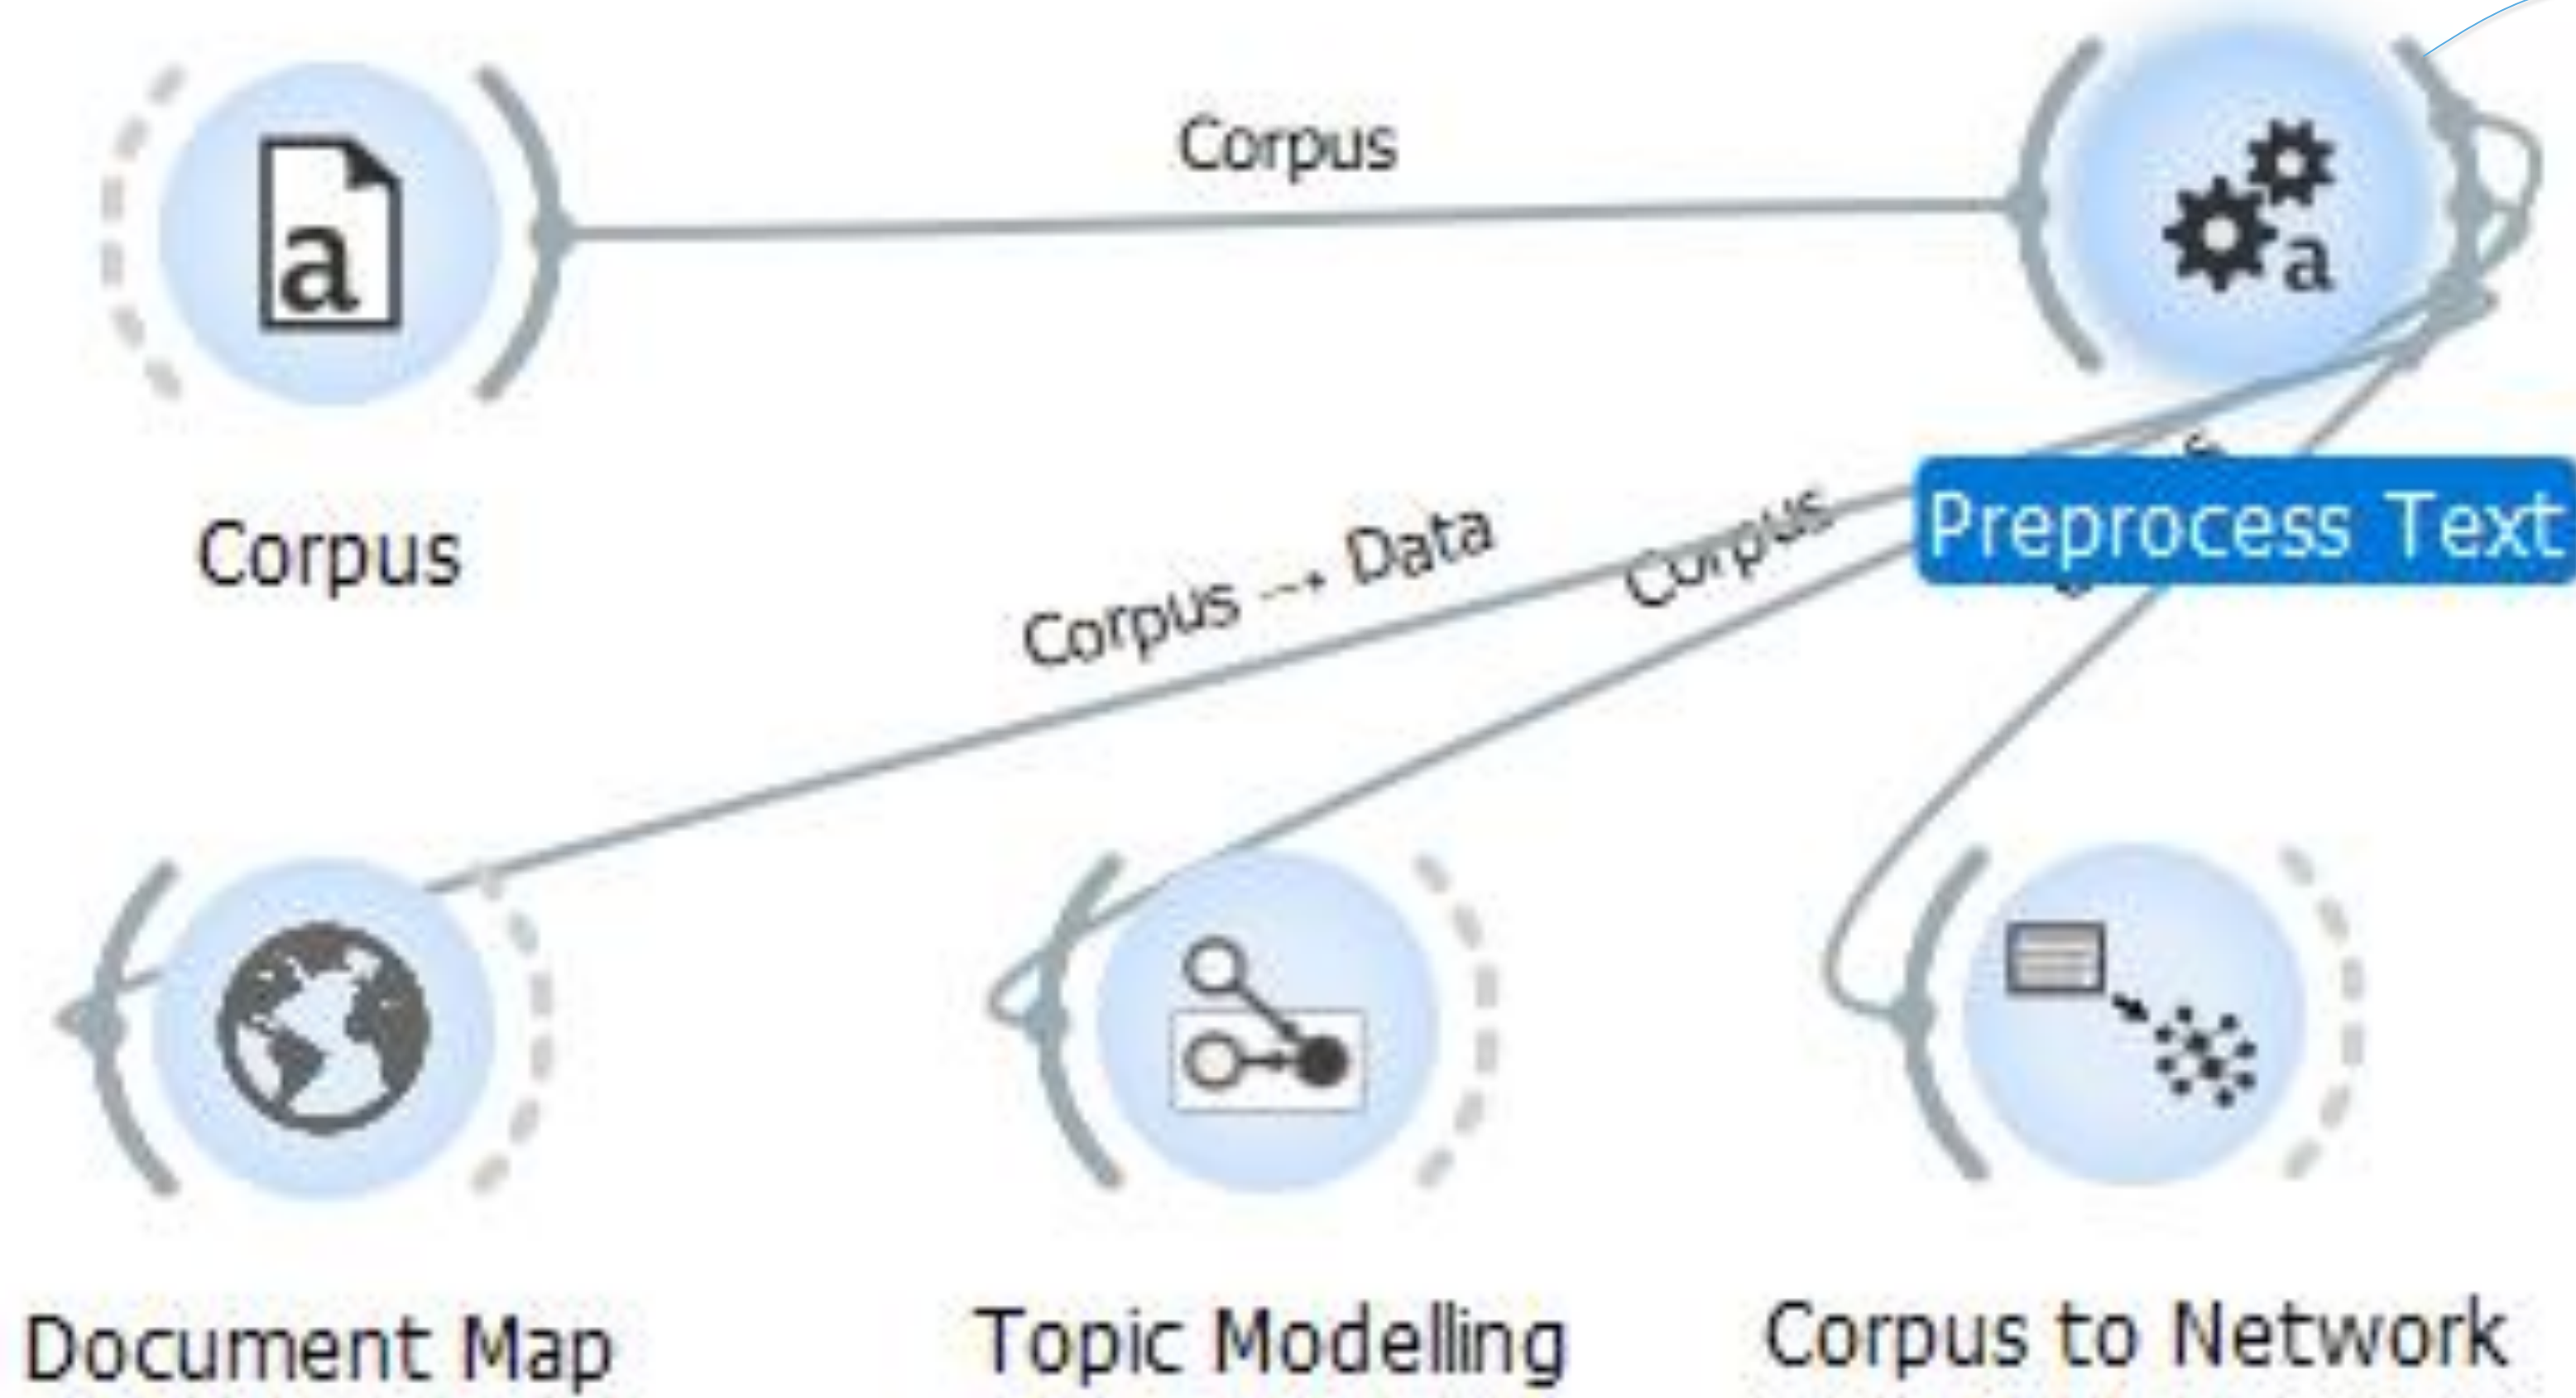 a
Corpus
a
Corpus
Preprocess Text
Corpus --→ Data
Corpus
Document Map
Topic Modelling
Corpus to Network